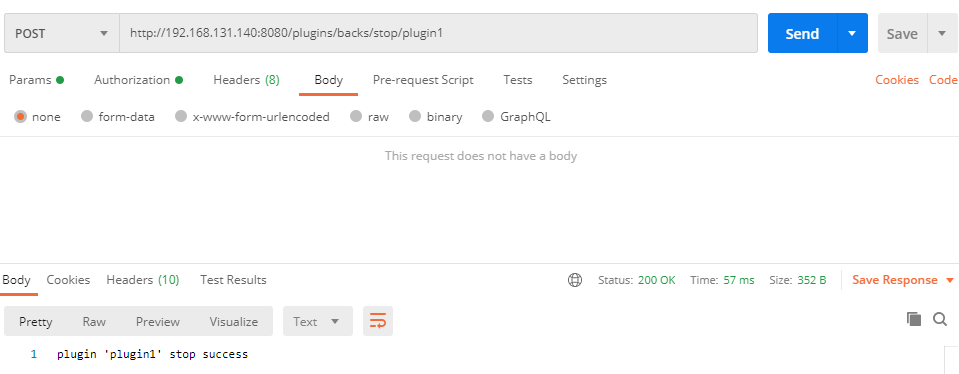 POST http://192.168.131.140:8080/plugins/backs/stop/plugin1 Send Save
Params Authorization Headers (8) Body Pre-request Script Tests Settings Cookies Code
none form-data x-www-form-urlencoded raw binary GraphQL
This request does not have a body
Body Cookies Headers (10) Test Results Status: 200 OK Time: 57 ms Size: 352 B Save Response
Pretty Raw Preview Visualize Text
1 plugin 'plugin1' stop success